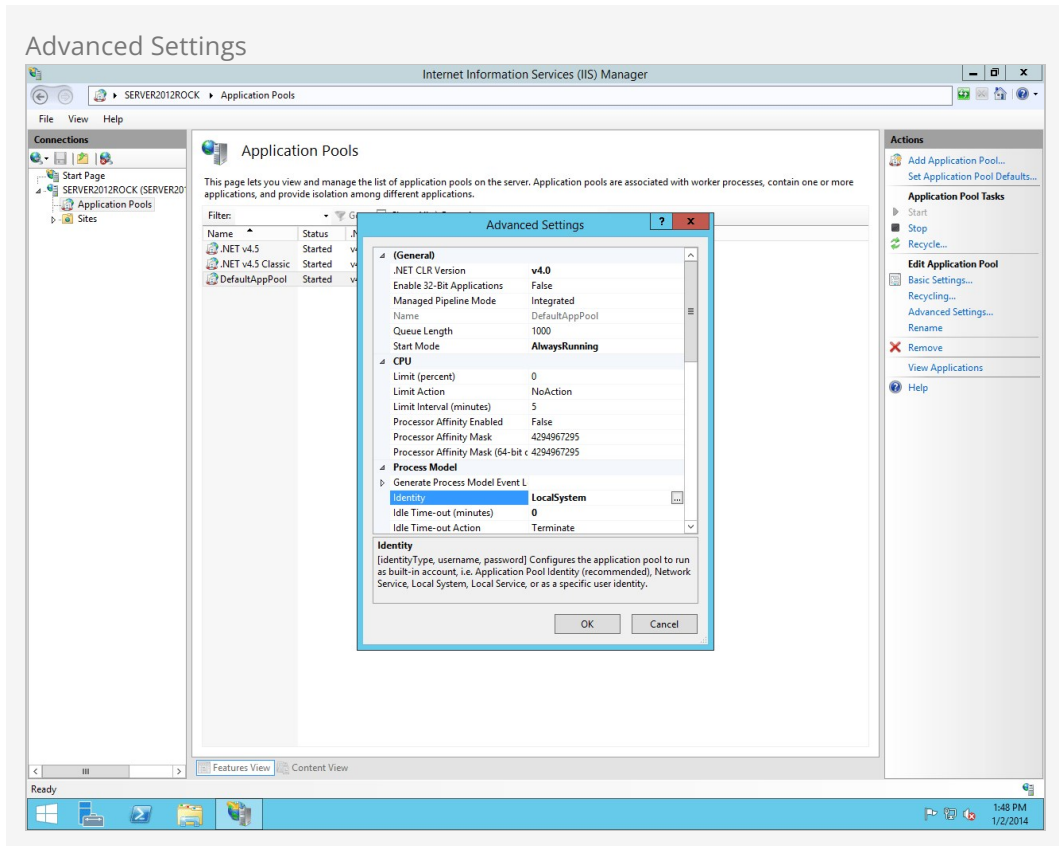 Advanced Settings
Internet Information Services (IIS) Manager
SERVER2012ROCK Application Pools
File View Help
Connections
Start Page
SERVER2012ROCK (SERVER20
Application Pools
Sites
Application Pools
This page lets you view and manage the list of application pools on the server. Application pools are associated with worker processes, contain one or more
applications, and provide isolation among different applications.
Filter:
Name Status
.NET v4.5 Started
.NET v4.5 Classic Started
DefaultAppPool Started
Advanced Settings
(General)
.NET CLR Version v4.0
Enable 32-Bit Applications False
Managed Pipeline Mode Integrated
Name DefaultAppPool
Queue Length 1000
Start Mode AlwaysRunning
CPU
Limit (percent) 0
Limit Action NoAction
Limit Interval (minutes) 5
Processor Affinity Enabled False
Processor Affinity Mask 4294967295
Processor Affinity Mask (64-bit c 4294967295
Process Model
Generate Process Model Event L
Identity LocalSystem ...
Idle Time-out (minutes) 0
Idle Time-out Action Terminate
Identity
[identityType, username, password] Configures the application pool to run
as built-in account, i.e. Application Pool Identity (recommended), Network
Service, Local System, Local Service, or as a specific user identity.
OK Cancel
Actions
Add Application Pool...
Set Application Pool Defaults...
Application Pool Tasks
Start
Stop
Recycle...
Edit Application Pool
Basic Settings...
Recycling...
Advanced Settings...
Rename
Remove
View Applications
Help
Features View Content View
Ready
1:48 PM
1/2/2014